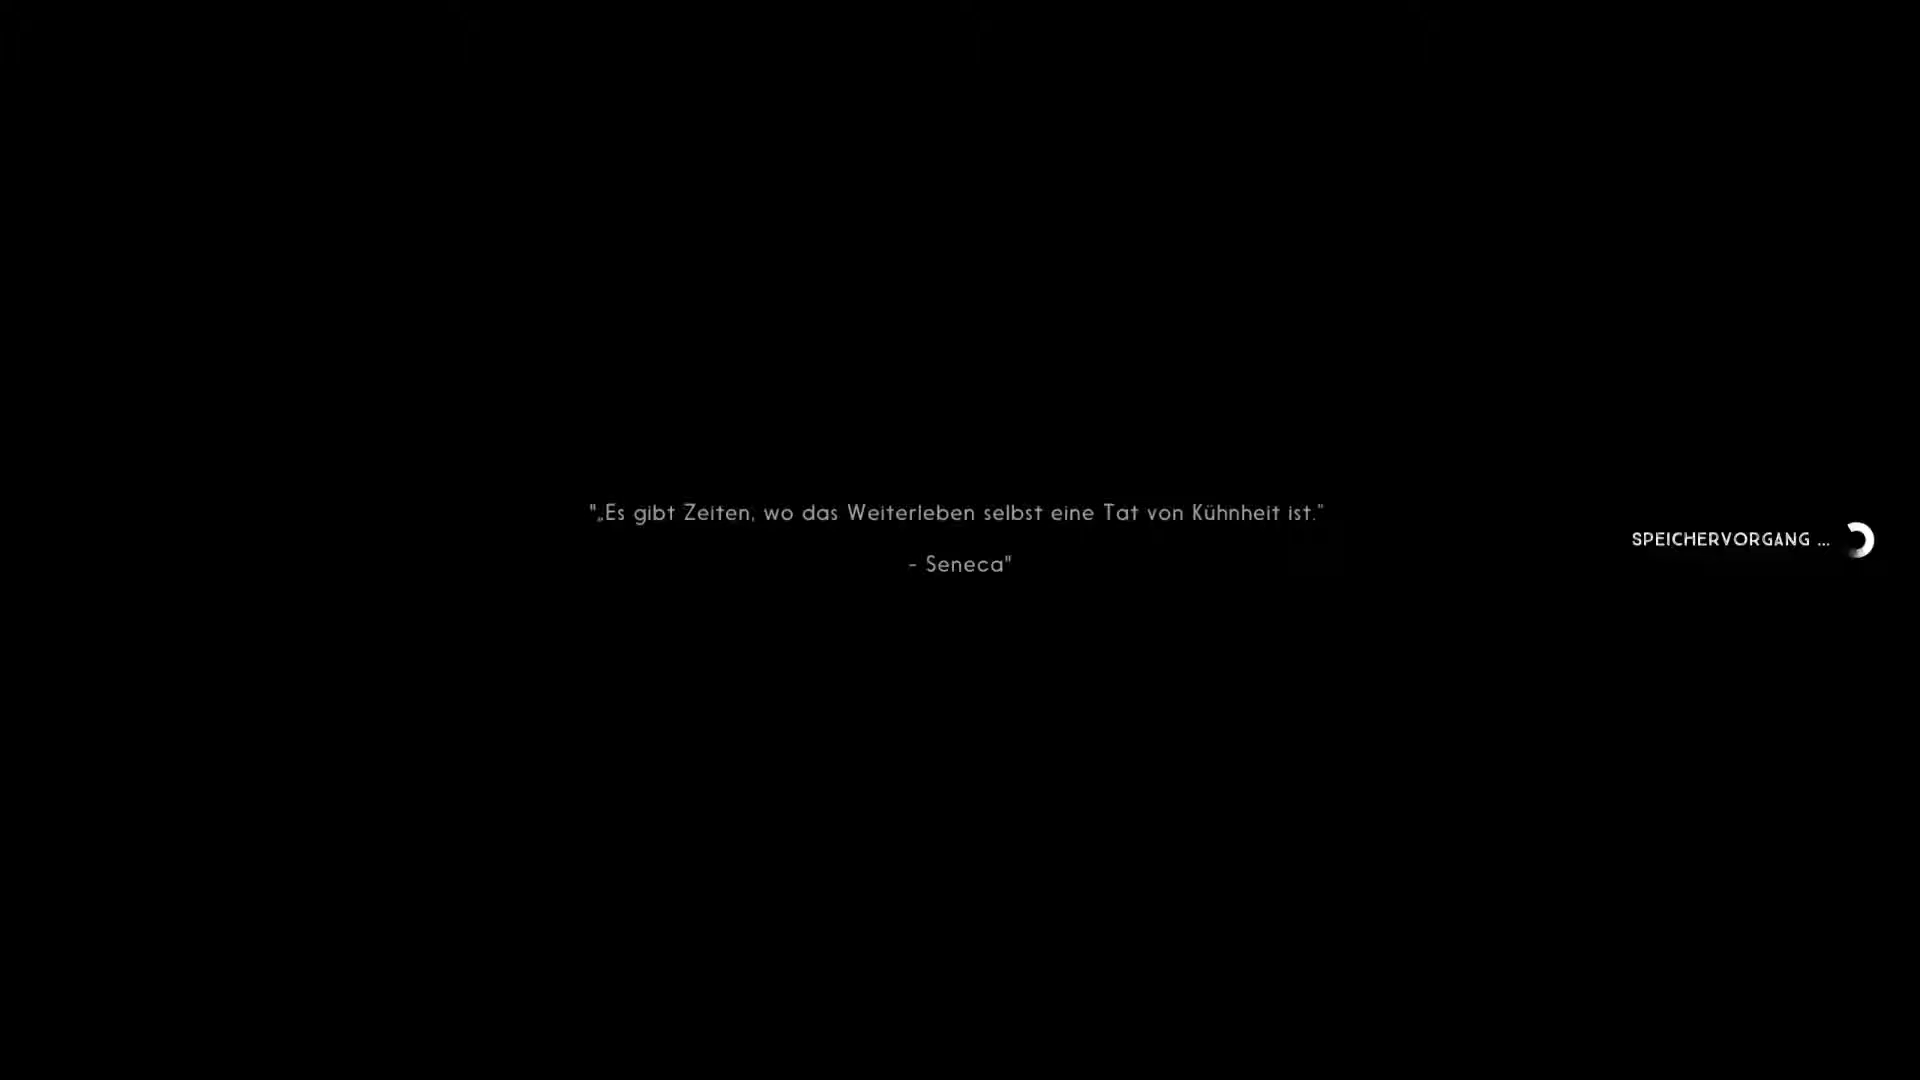 "„Es gibt Zeiten, wo das Weiterleben selbst eine Tat von Kühnheit ist."
SPEICHERVORGANG ...
- Seneca"